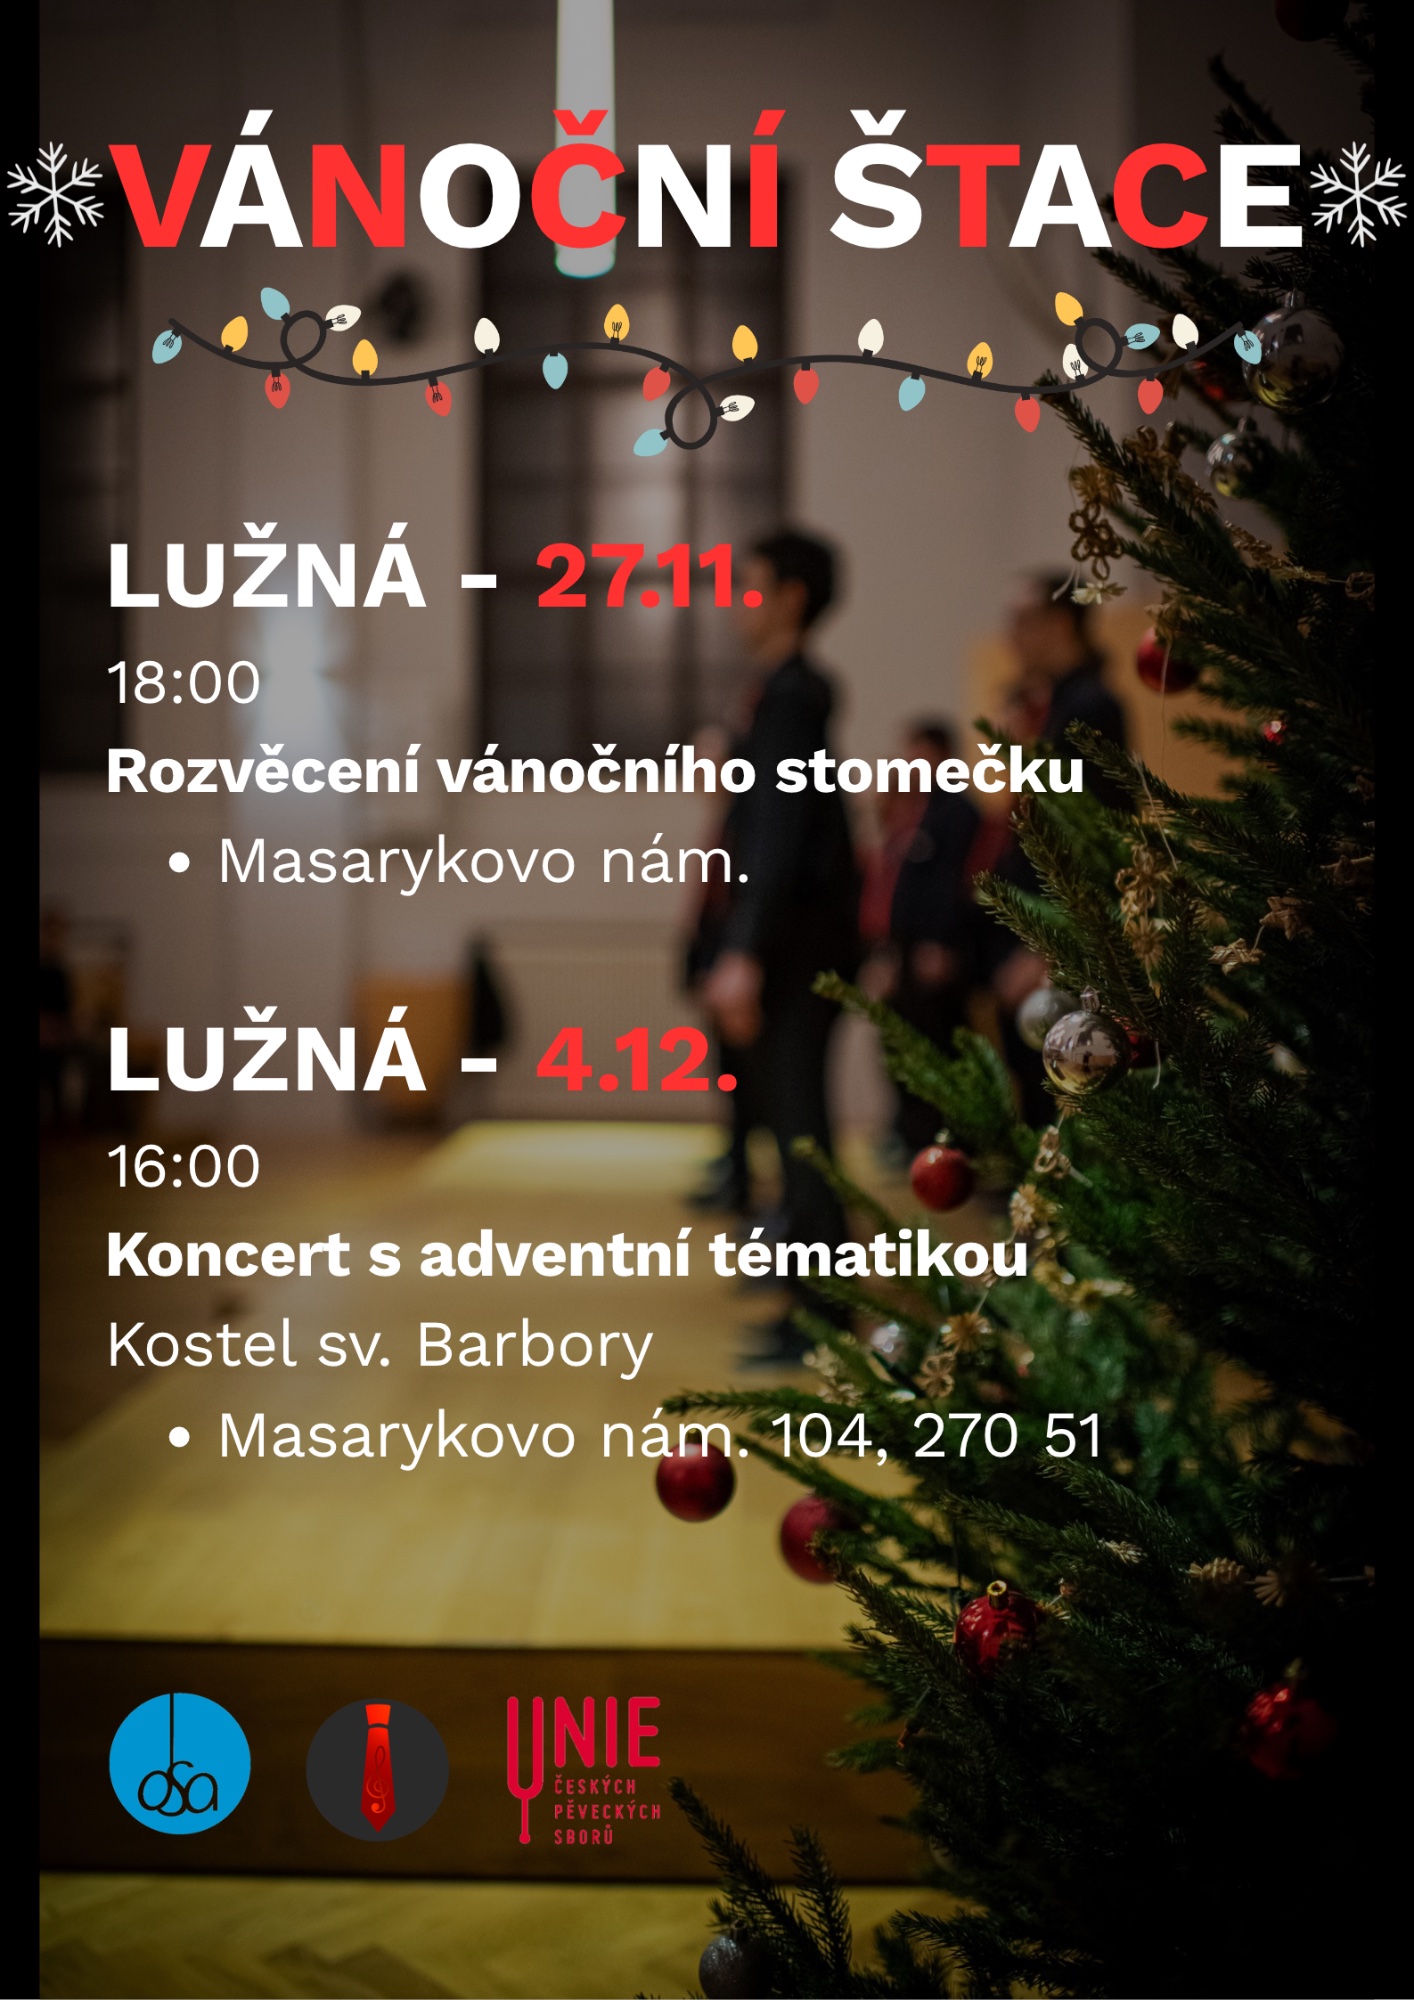 VÁNOČNÍ ŠTACE
LUŽNÁ - 27.11.
18:00
Rozvěcení vánočního stomečku
• Masarykovo nám.
LUŽNÁ - 4.12.
16:00
Koncert s adventní tématikou
Kostel sv. Barbory
• Masarykovo nám. 104, 270 51
osa
UNIE
ČESKÝCH
PĚVECKÝCH
SBORŮ